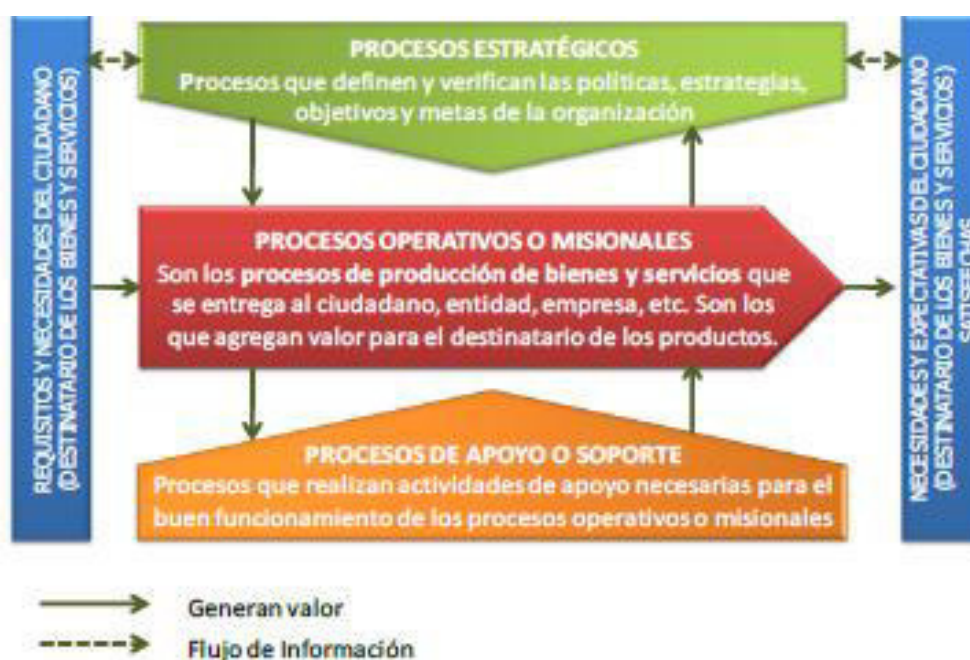 REQUISITOS Y NECESIDADES DEL CIUDADANO
(DESTINATARIO DE LOS BIENES Y SERVICIOS)
PROCESOS ESTRATÉGICOS
Procesos que definen y verifican las políticas, estrategias,
objetivos y metas de la organización
PROCESOS OPERATIVOS O MISIONALES
Son los procesos de producción de bienes y servicios que
se entrega al ciudadano, entidad, empresa, etc. Son los
que agregan valor para el destinatario de los productos.
PROCESOS DE APOYO O SOPORTE
Procesos que realizan actividades de apoyo necesarias para el
buen funcionamiento de los procesos operativos o misionales
NECESIDADES Y EXPECTATIVAS DEL CIUDADANO
(DESTINATARIO DE LOS BIENES Y SERVICIOS )
SATISFECHAS
Generan valor
Flujo de Información